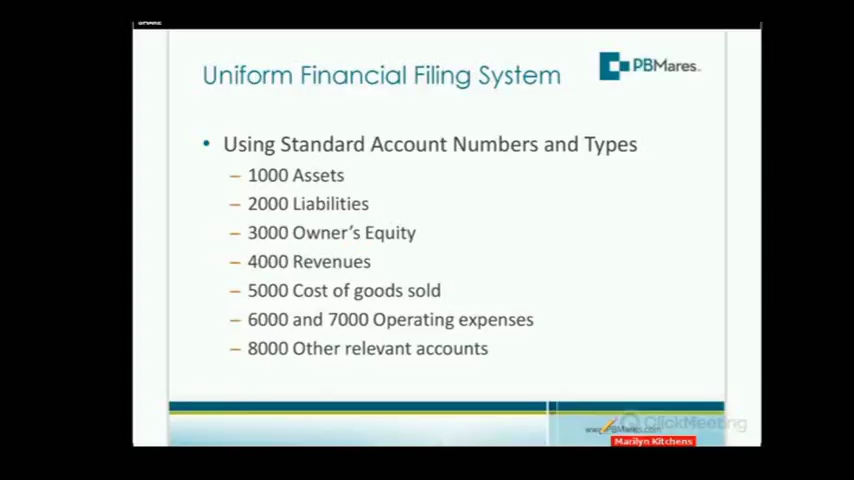 Uniform Financial Filing System
PBMares
• Using Standard Account Numbers and Types
– 1000 Assets
– 2000 Liabilities
– 3000 Owner's Equity
– 4000 Revenues
– 5000 Cost of goods sold
– 6000 and 7000 Operating expenses
– 8000 Other relevant accounts
ClickMeeting
www.PBMares.com
Marilyn Kitchens